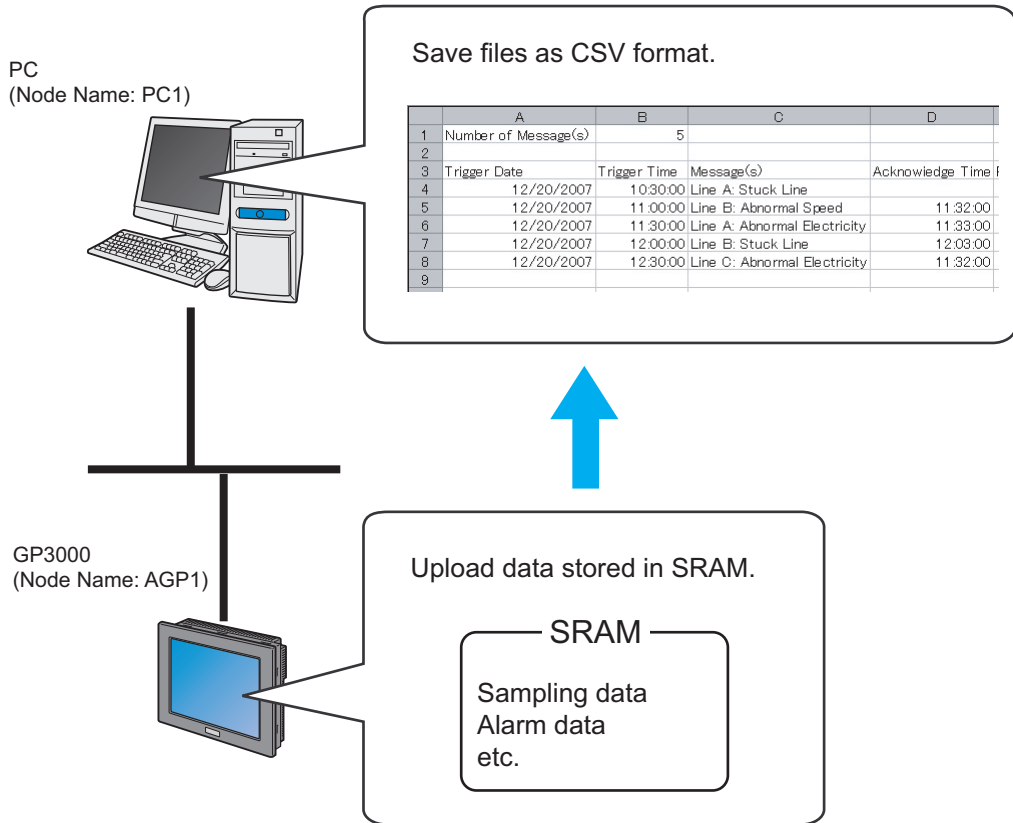 PC
(Node Name: PC1)
Save files as CSV format.
A B C D
1 Number of Message(s) 5
2
3 Trigger Date Trigger Time Message(s) Acknowiedge Time
4 12/20/2007 10:30:00 Line A: Stuck Line
5 12/20/2007 11:00:00 Line B: Abnormal Speed 11:32:00
6 12/20/2007 11:30:00 Line A: Abnormal Electricity 11:33:00
7 12/20/2007 12:00:00 Line B: Stuck Line 12:03:00
8 12/20/2007 12:30:00 Line C: Abnormal Electricity 11:32:00
9
GP3000
(Node Name: AGP1)
Upload data stored in SRAM.
SRAM
Sampling data
Alarm data
etc.